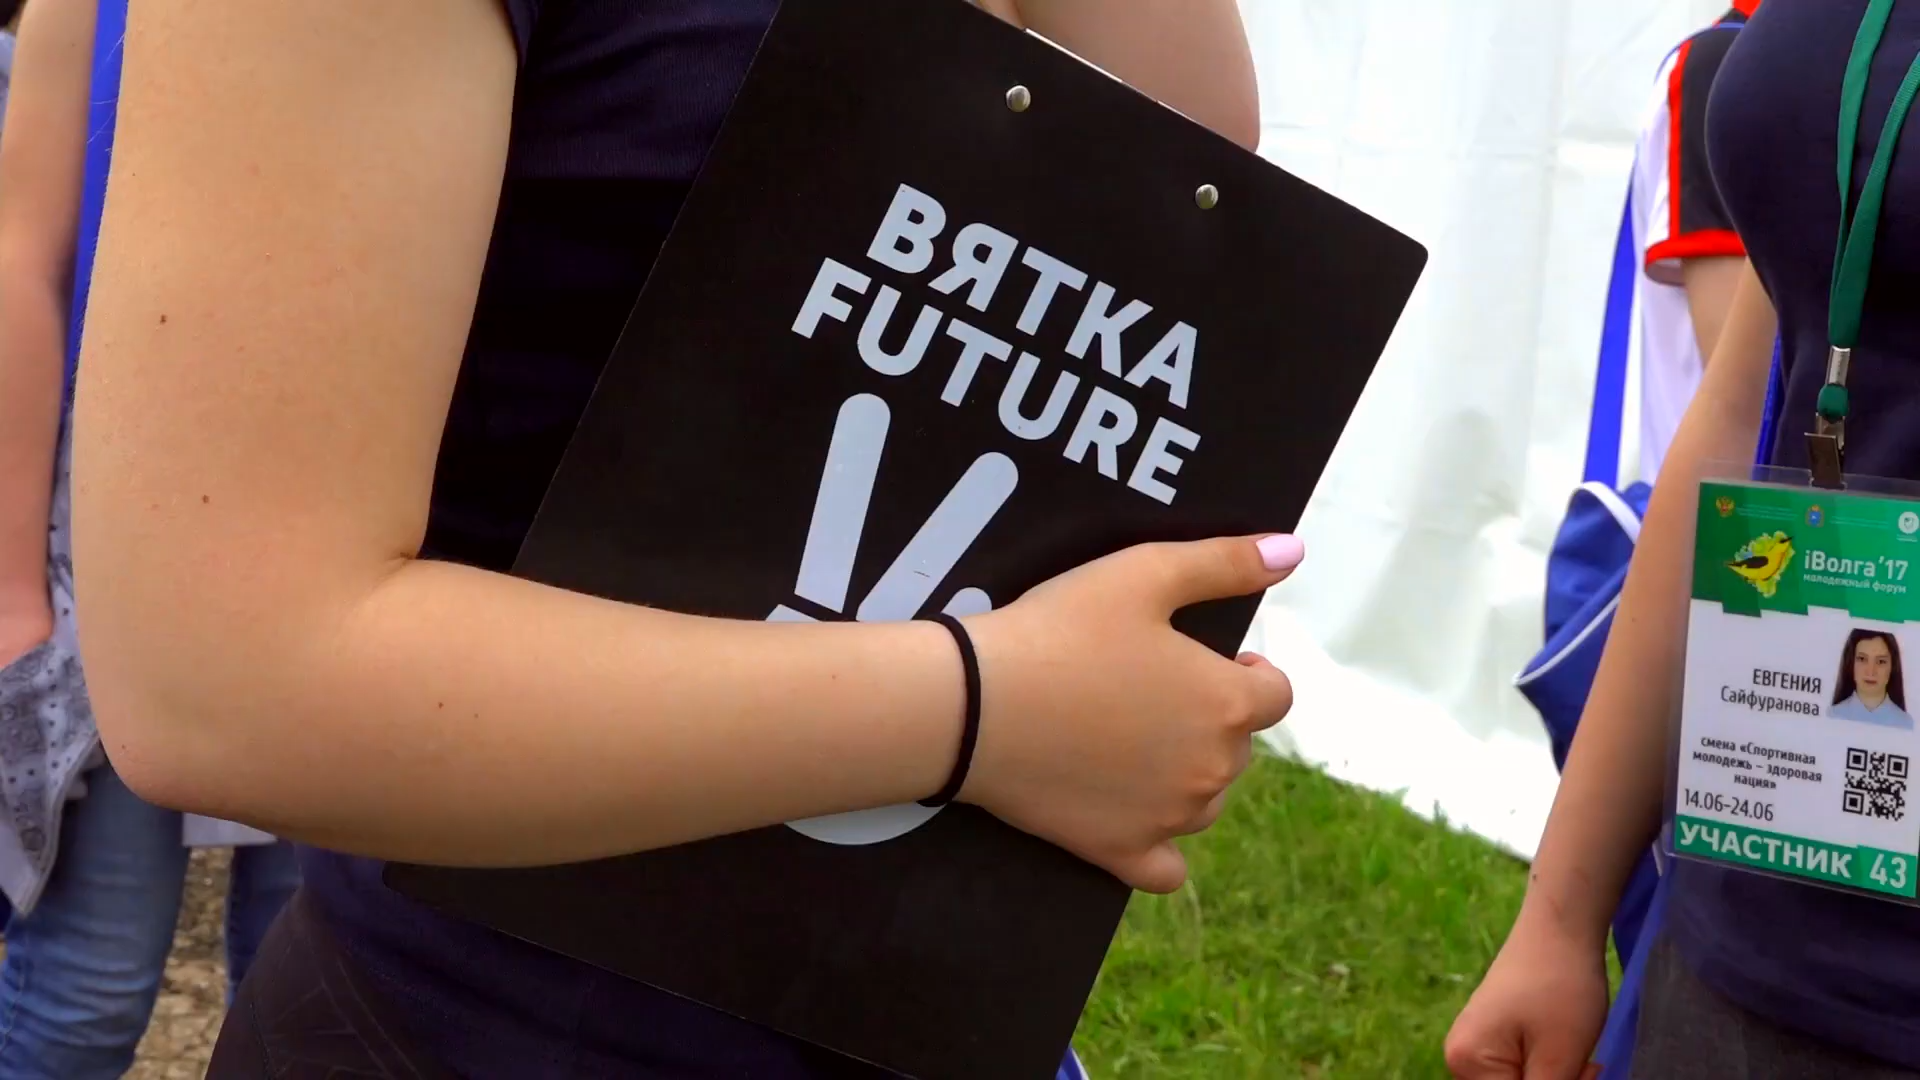 ВЯТКА
FUTURE
iВолга'17
молодежный форум
ЕВГЕНИЯ
Сайфуранова
смена «Спортивная
молодежь – здоровая
нация»
14.06-24.06
УЧАСТНИК 43